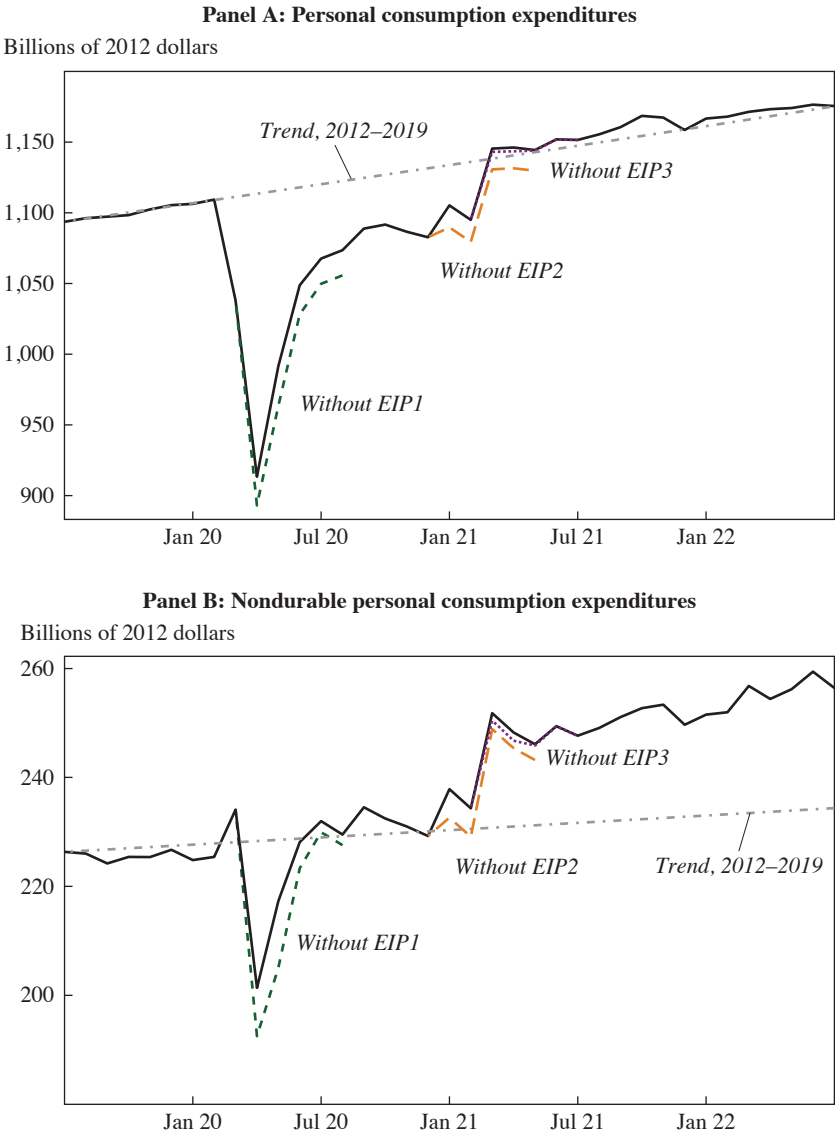 Panel A: Personal consumption expenditures
Billions of 2012 dollars
Trend, 2012–2019
1,150
Without EIP3
1,100
1,050
Without EIP2
1,000
Without EIP1
950
900
Jan 20 Jul 20 Jan 21 Jul 21 Jan 22
Panel B: Nondurable personal consumption expenditures
Billions of 2012 dollars
260
Without EIP3
240
Without EIP2
Trend, 2012–2019
220
Without EIP1
200
Jan 20 Jul 20 Jan 21 Jul 21 Jan 22